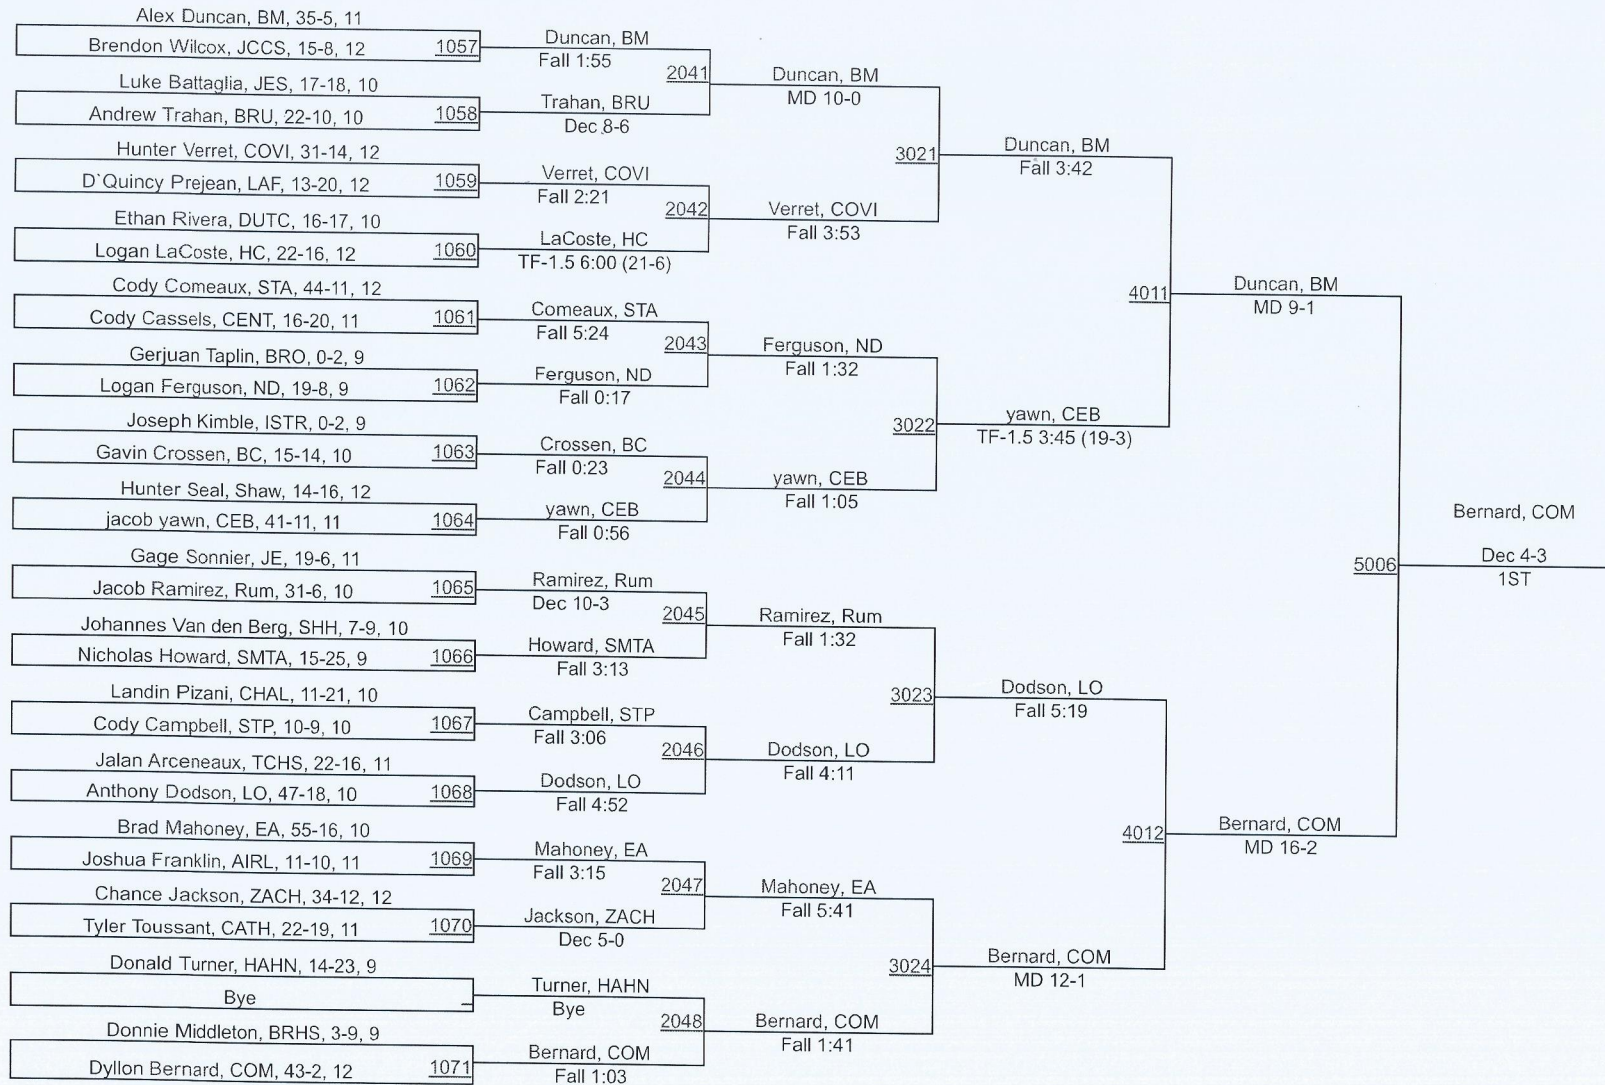 Alex Duncan, BM, 35-5, 11
Brendon Wilcox, JCCS, 15-8, 12
1057
Luke Battaglia, JES, 17-18, 10
Andrew Trahan, BRU, 22-10, 10
1058
Hunter Verret, COVI, 31-14, 12
D`Quincy Prejean, LAF, 13-20, 12
1059
Ethan Rivera, DUTC, 16-17, 10
Logan LaCoste, HC, 22-16, 12
1060
Cody Comeaux, STA, 44-11, 12
Cody Cassels, CENT, 16-20, 11
1061
Gerjuan Taplin, BRO, 0-2, 9
Logan Ferguson, ND, 19-8, 9
1062
Joseph Kimble, ISTR, 0-2, 9
Gavin Crossen, BC, 15-14, 10
1063
Hunter Seal, Shaw, 14-16, 12
jacob yawn, CEB, 41-11, 11
1064
Gage Sonnier, JE, 19-6, 11
Jacob Ramirez, Rum, 31-6, 10
1065
Johannes Van den Berg, SHH, 7-9, 10
Nicholas Howard, SMTA, 15-25, 9
1066
Landin Pizani, CHAL, 11-21, 10
Cody Campbell, STP, 10-9, 10
1067
Jalan Arceneaux, TCHS, 22-16, 11
Anthony Dodson, LO, 47-18, 10
1068
Brad Mahoney, EA, 55-16, 10
Joshua Franklin, AIRL, 11-10, 11
1069
Chance Jackson, ZACH, 34-12, 12
Tyler Toussant, CATH, 22-19, 11
1070
Donald Turner, HAHN, 14-23, 9
Bye
Donnie Middleton, BRHS, 3-9, 9
Dyllon Bernard, COM, 43-2, 12
1071
Duncan, BM
Fall 1:55
2041
Trahan, BRU
Dec 8-6
Verret, COVI
Fall 2:21
2042
LaCoste, HC
TF-1.5 6:00 (21-6)
Comeaux, STA
Fall 5:24
2043
Ferguson, ND
Fall 0:17
Crossen, BC
Fall 0:23
2044
yawn, CEB
Fall 0:56
Ramirez, Rum
Dec 10-3
2045
Howard, SMTA
Fall 3:13
Campbell, STP
Fall 3:06
2046
Dodson, LO
Fall 4:52
Mahoney, EA
Fall 3:15
2047
Jackson, ZACH
Dec 5-0
Turner, HAHN
Bye
2048
Bernard, COM
Fall 1:03
Duncan, BM
MD 10-0
3021
Verret, COVI
Fall 3:53
Ferguson, ND
Fall 1:32
3022
yawn, CEB
Fall 1:05
Ramirez, Rum
Fall 1:32
3023
Dodson, LO
Fall 4:11
Mahoney, EA
Fall 5:41
3024
Bernard, COM
Fall 1:41
Duncan, BM
Fall 3:42
4011
yawn, CEB
TF-1.5 3:45 (19-3)
Dodson, LO
Fall 5:19
4012
Bernard, COM
MD 12-1
Duncan, BM
MD 9-1
5006
Bernard, COM
MD 16-2
Bernard, COM
Dec 4-3
1ST